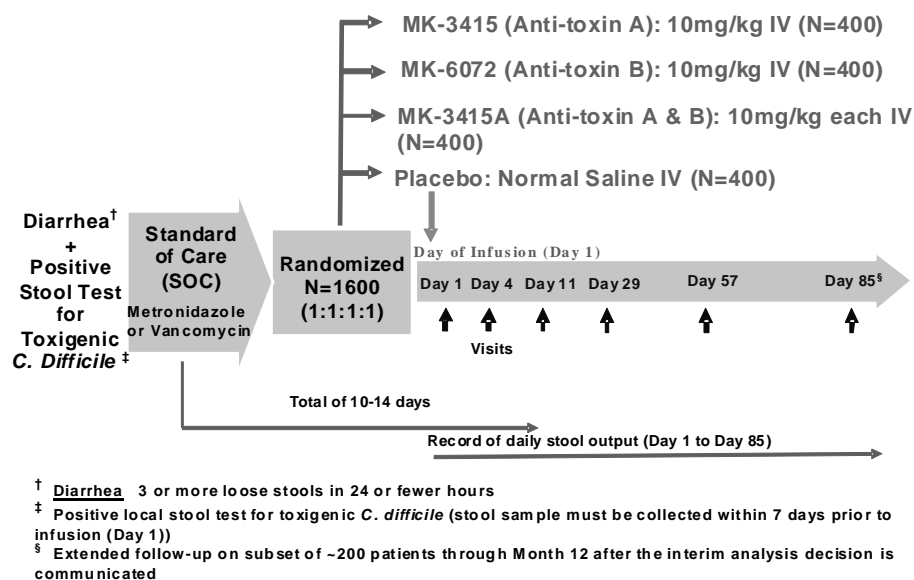 MK-3415 (Anti-toxin A): 10mg/kg IV (N=400)
MK-6072 (Anti-toxin B): 10mg/kg IV (N=400)
MK-3415A (Anti-toxin A & B): 10mg/kg each IV
(N=400)
Placebo: Normal Saline IV (N=400)
Diarrhea†
+
Positive
Stool Test
for
Toxigenic
C. Difficile ‡
Standard
of Care
(SOC)
Metronidazole
or Vancomycin
Randomized
N=1600
(1:1:1:1)
Day of Infusion (Day 1)
Day 1 Day 4 Day 11 Day 29 Day 57 Day 85§
Visits
Total of 10-14 days
Record of daily stool output (Day 1 to Day 85)
† Diarrhea 3 or more loose stools in 24 or fewer hours
‡ Positive local stool test for toxigenic C. difficile (stool sample must be collected within 7 days prior to
infusion (Day 1))
§ Extended follow-up on subset of ~200 patients through Month 12 after the interim analysis decision is
communicated